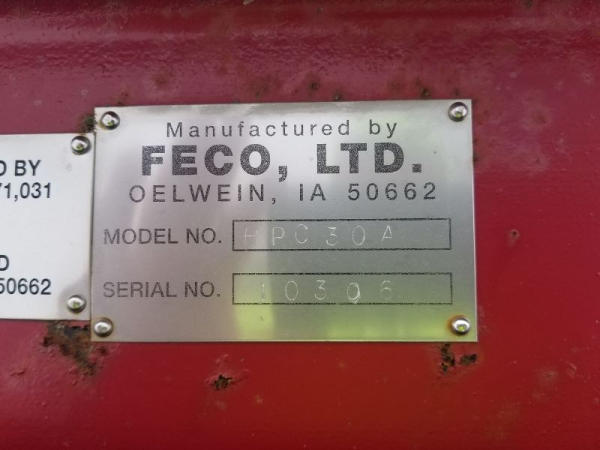 D BY
71,031
D
50662
Manufactured by
FECO, LTD.
OELWEIN, IA 50662
MODEL NO. HPC30A
SERIAL NO. 10306